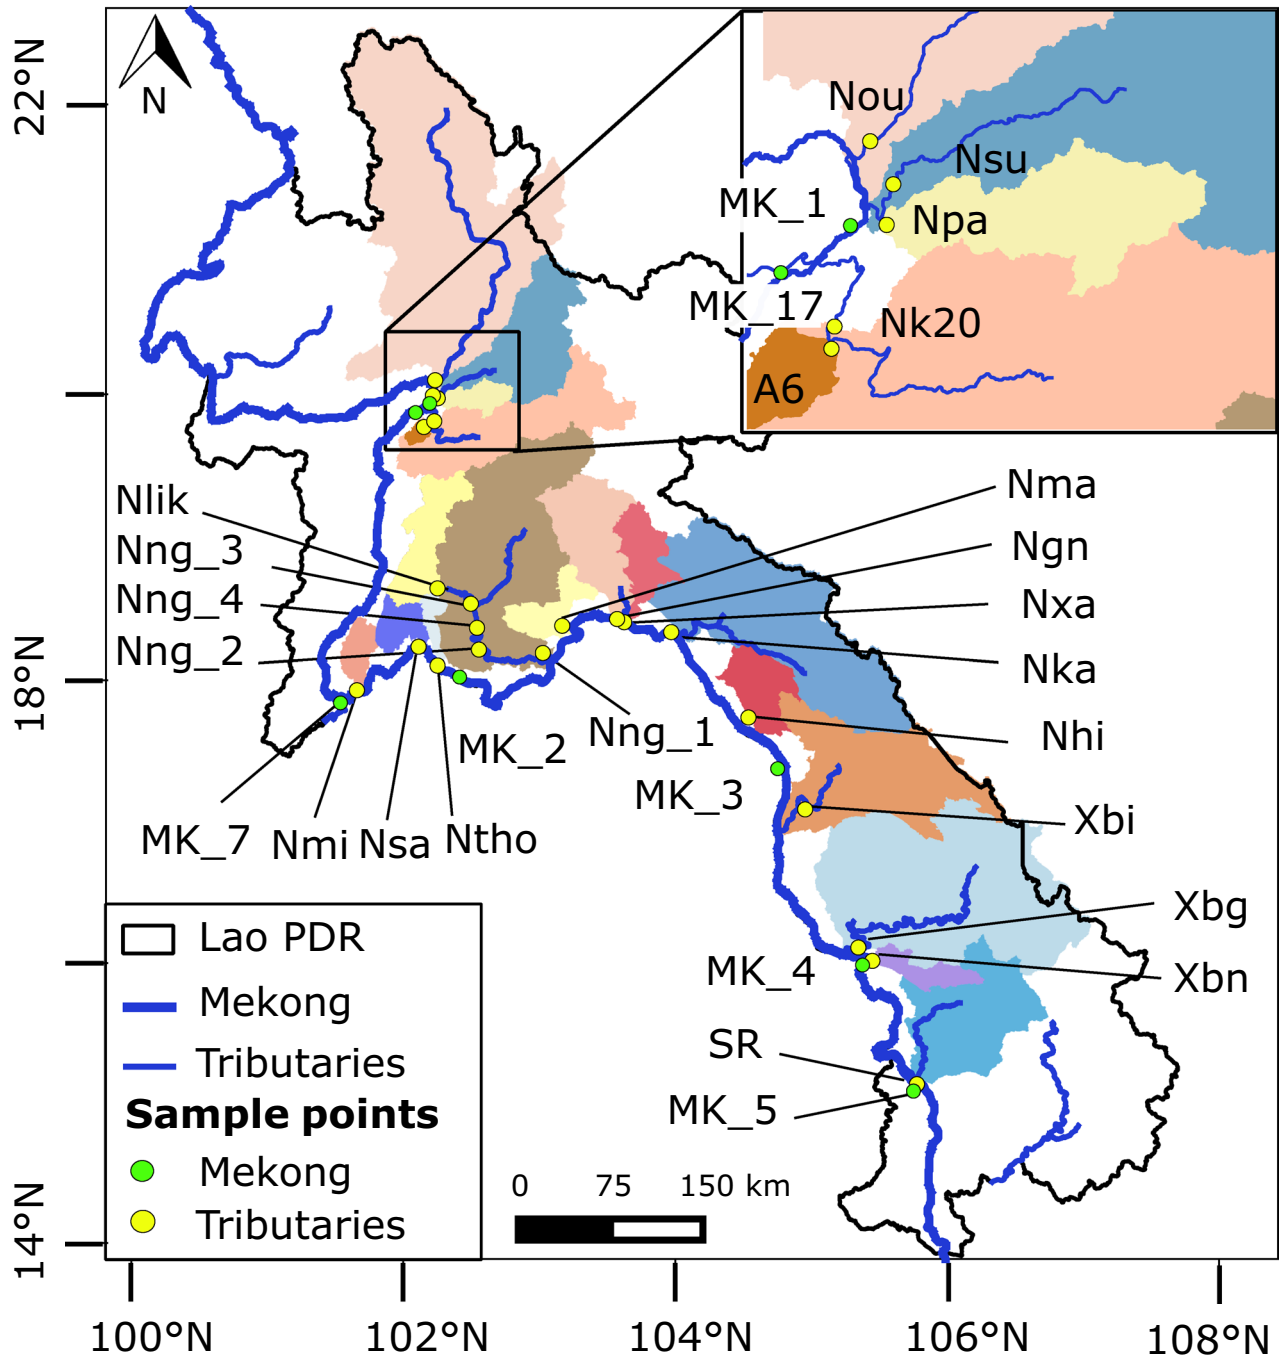 22°N
18°N
14°N
N
Nou
Nsu
MK_1
Npa
MK_17
Nk20
A6
Nlik
Nng_3
Nng_4
Nng_2
Nma
Ngn
Nxa
Nka
Nhi
Xbi
MK_2
Nng_1
MK_3
MK_7
Nmi
Nsa
Ntho
Xbg
Xbn
MK_4
SR
MK_5
Lao PDR
Mekong
Tributaries
Sample points
Mekong
Tributaries
0 75 150 km
100°N 102°N 104°N 106°N 108°N